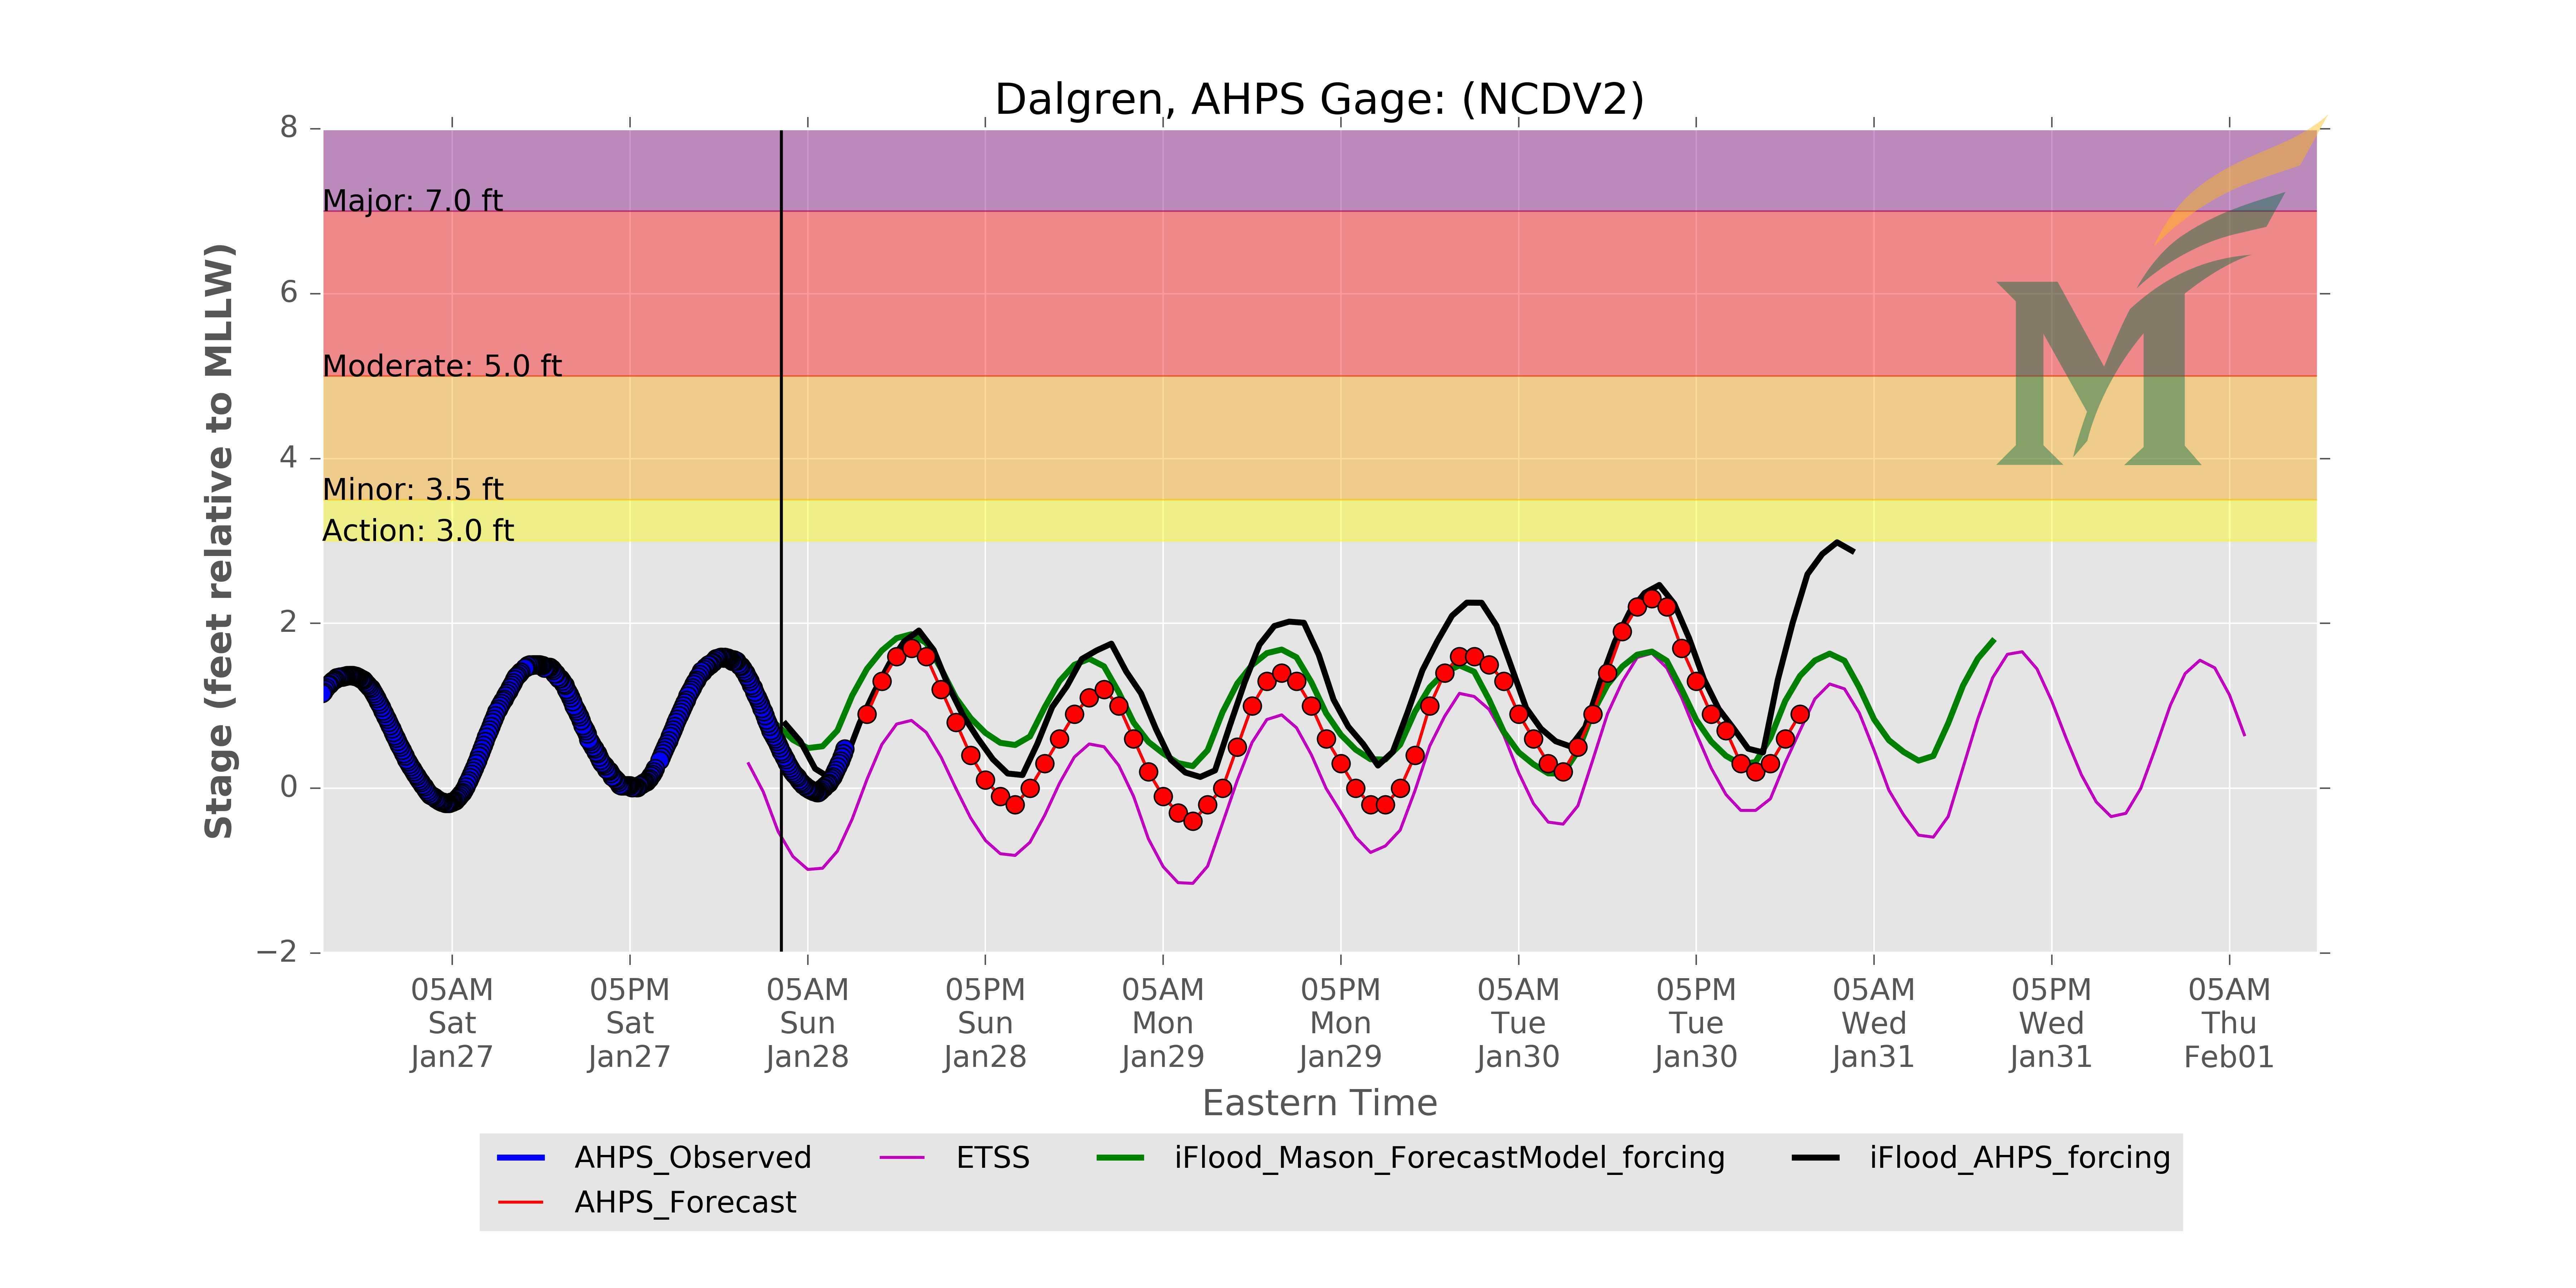 Dalgren, AHPS Gage: (NCDV2)
8
6
4
2
0
−2
Stage (feet relative to MLLW)
Major: 7.0 ft
Moderate: 5.0 ft
Minor: 3.5 ft
Action: 3.0 ft
M
05AM Sat Jan27
05PM Sat Jan27
05AM Sun Jan28
05PM Sun Jan28
05AM Mon Jan29
05PM Mon Jan29
05AM Tue Jan30
05PM Tue Jan30
05AM Wed Jan31
05PM Wed Jan31
05AM Thu Feb01
Eastern Time
AHPS_Observed
AHPS_Forecast
ETSS
iFlood_Mason_ForecastModel_forcing
iFlood_AHPS_forcing